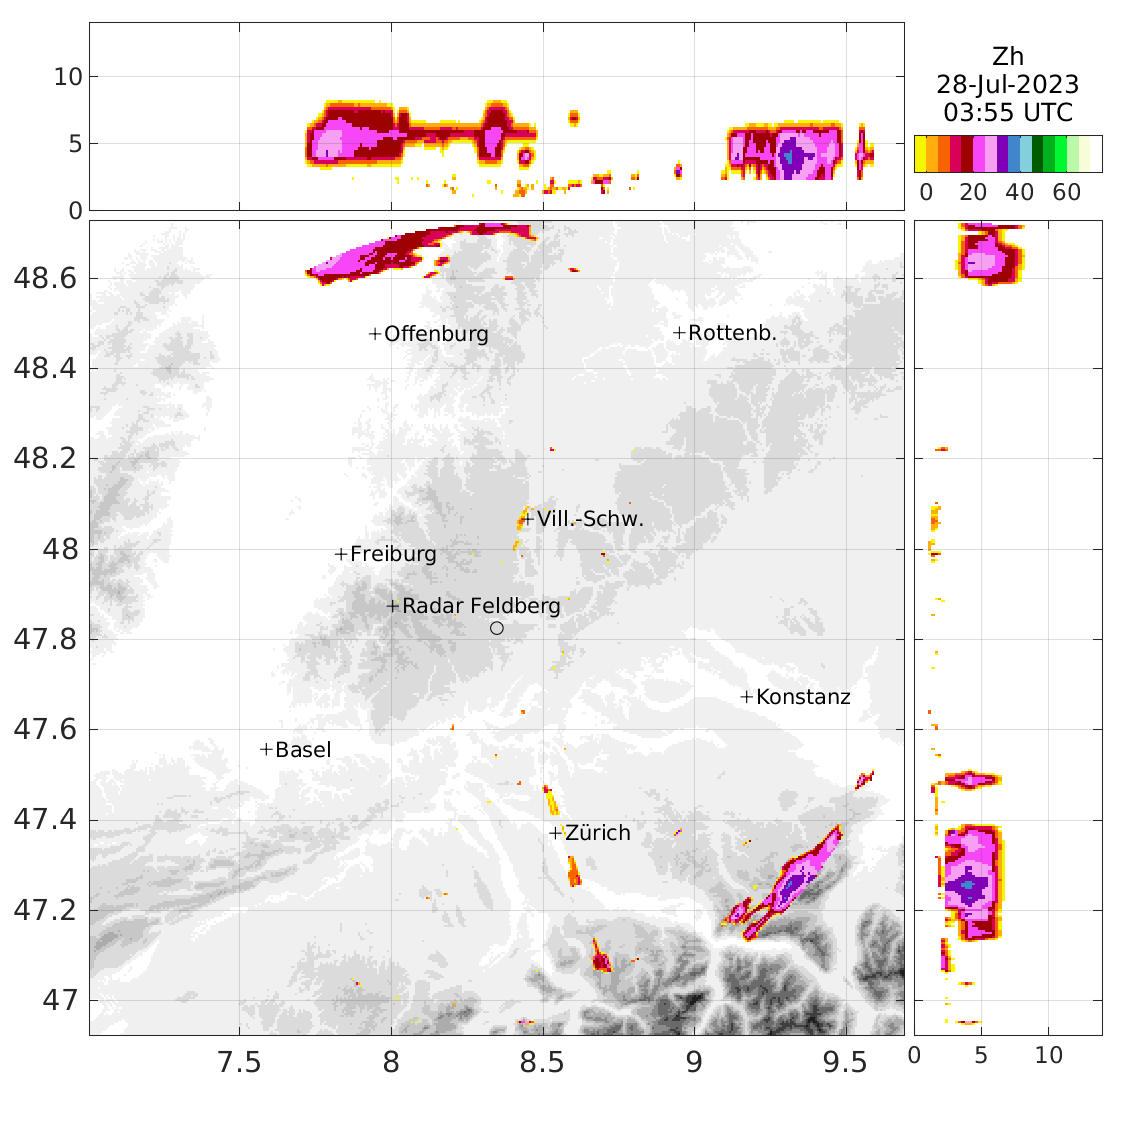 10
5
0
Zh
28-Jul-2023
03:55 UTC
0 20 40 60
48.6
Offenburg
Rottenb.
48.4
48.2
Vill.-Schw.
48
Freiburg
Radar Feldberg
47.8
Konstanz
47.6
Basel
47.4
Zürich
47.2
47
7.5 8 8.5 9 9.5
0 5 10